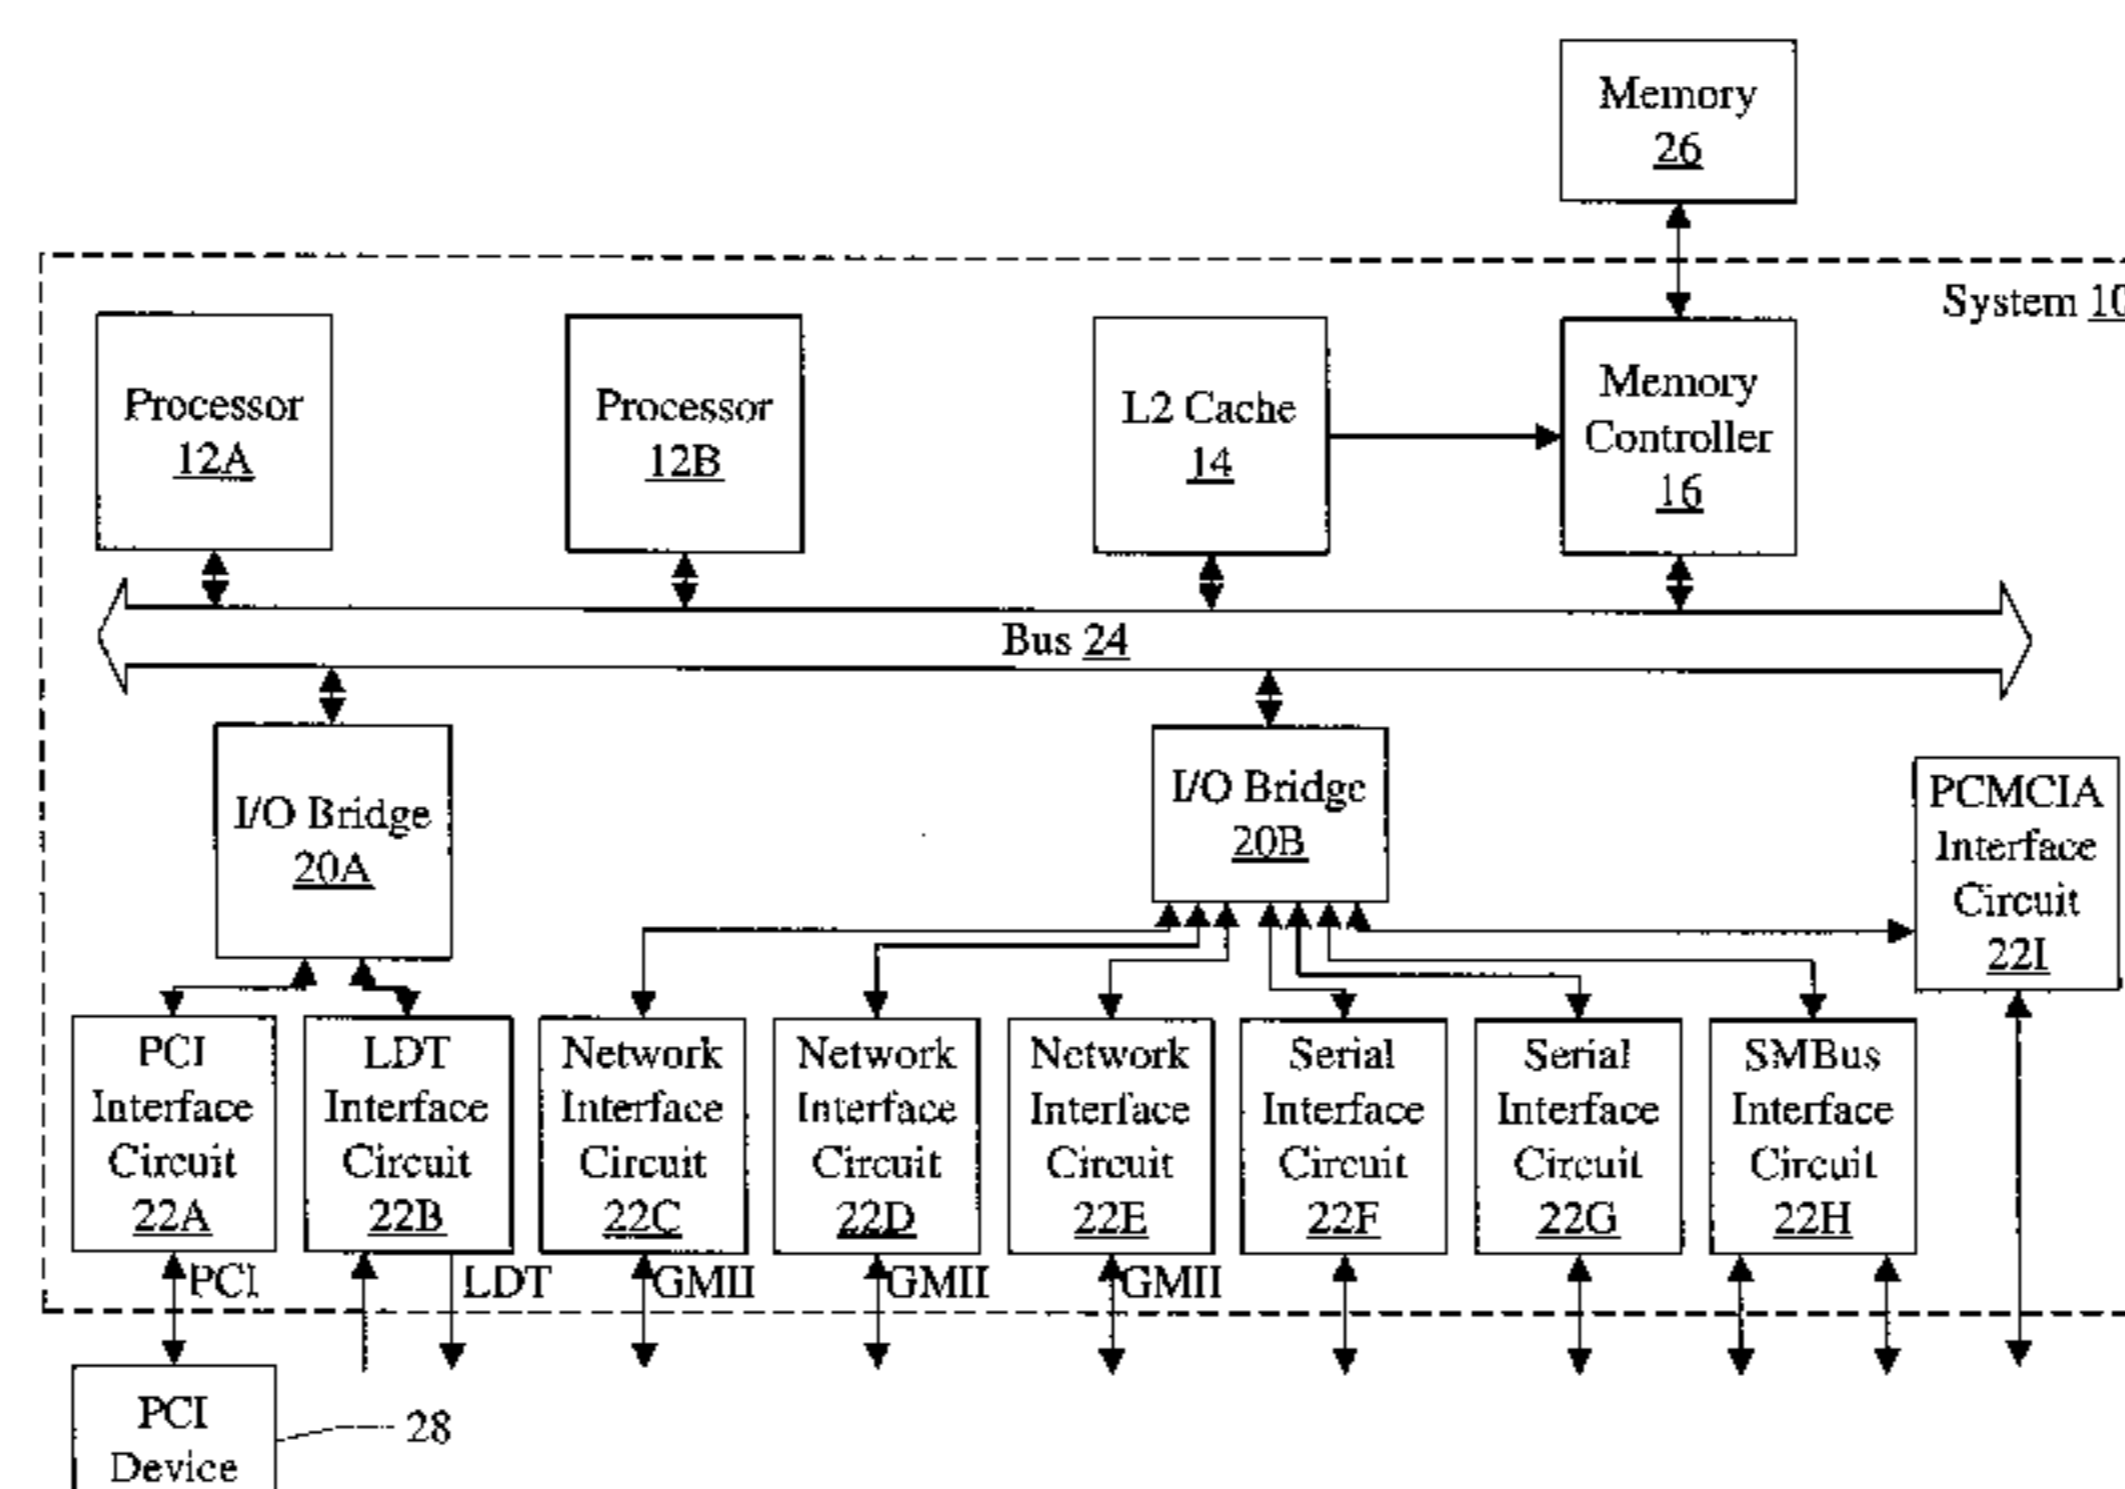 Memory
26
System 10
Processor
12A
Processor
12B
L2 Cache
14
Memory
Controller
16
Bus 24
I/O Bridge
20A
I/O Bridge
20B
PCMCIA
Interface
Circuit
22I
PCI
Interface
Circuit
22A
LDT
Interface
Circuit
22B
Network
Interface
Circuit
22C
Network
Interface
Circuit
22D
Network
Interface
Circuit
22E
Serial
Interface
Circuit
22F
Serial
Interface
Circuit
22G
SMBus
Interface
Circuit
22H
PCI
LDT
GMII
GMII
GMII
PCI
Device
28